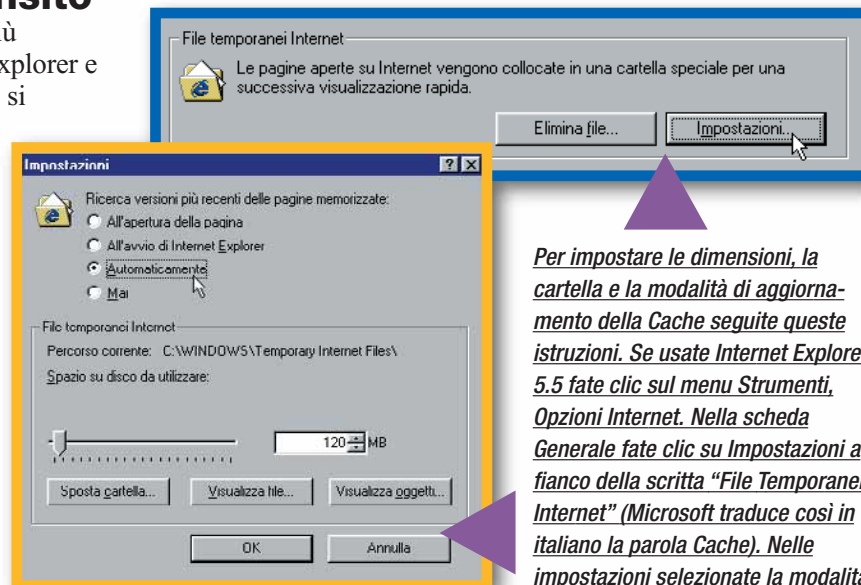 nsito
iù
xplorer e
si
File temporanei Internet
Le pagine aperte su Internet vengono collocate in una cartella speciale per una
successiva visualizzazione rapida.
Elimina file...
Impostazioni...
Impostazioni
Ricerca versioni più recenti delle pagine memorizzate:
All'apertura della pagina
All'avvio di Internet Explorer
Automaticamente
Mai
File temporanei Internet
Percorso corrente: C:\WINDOWS\Temporary Internet Files\
Spazio su disco da utilizzare:
120 MB
Sposta cartella...
Visualizza file...
Visualizza oggetti...
OK
Annulla
Per impostare le dimensioni, la
cartella e la modalità di aggiorna-
mento della Cache seguite queste
istruzioni. Se usate Internet Explore
5.5 fate clic sul menu Strumenti,
Opzioni Internet. Nella scheda
Generale fate clic su Impostazioni a
fianco della scritta “File Temporane
Internet” (Microsoft traduce così in
italiano la parola Cache). Nelle
impostazioni selezionate la modalità